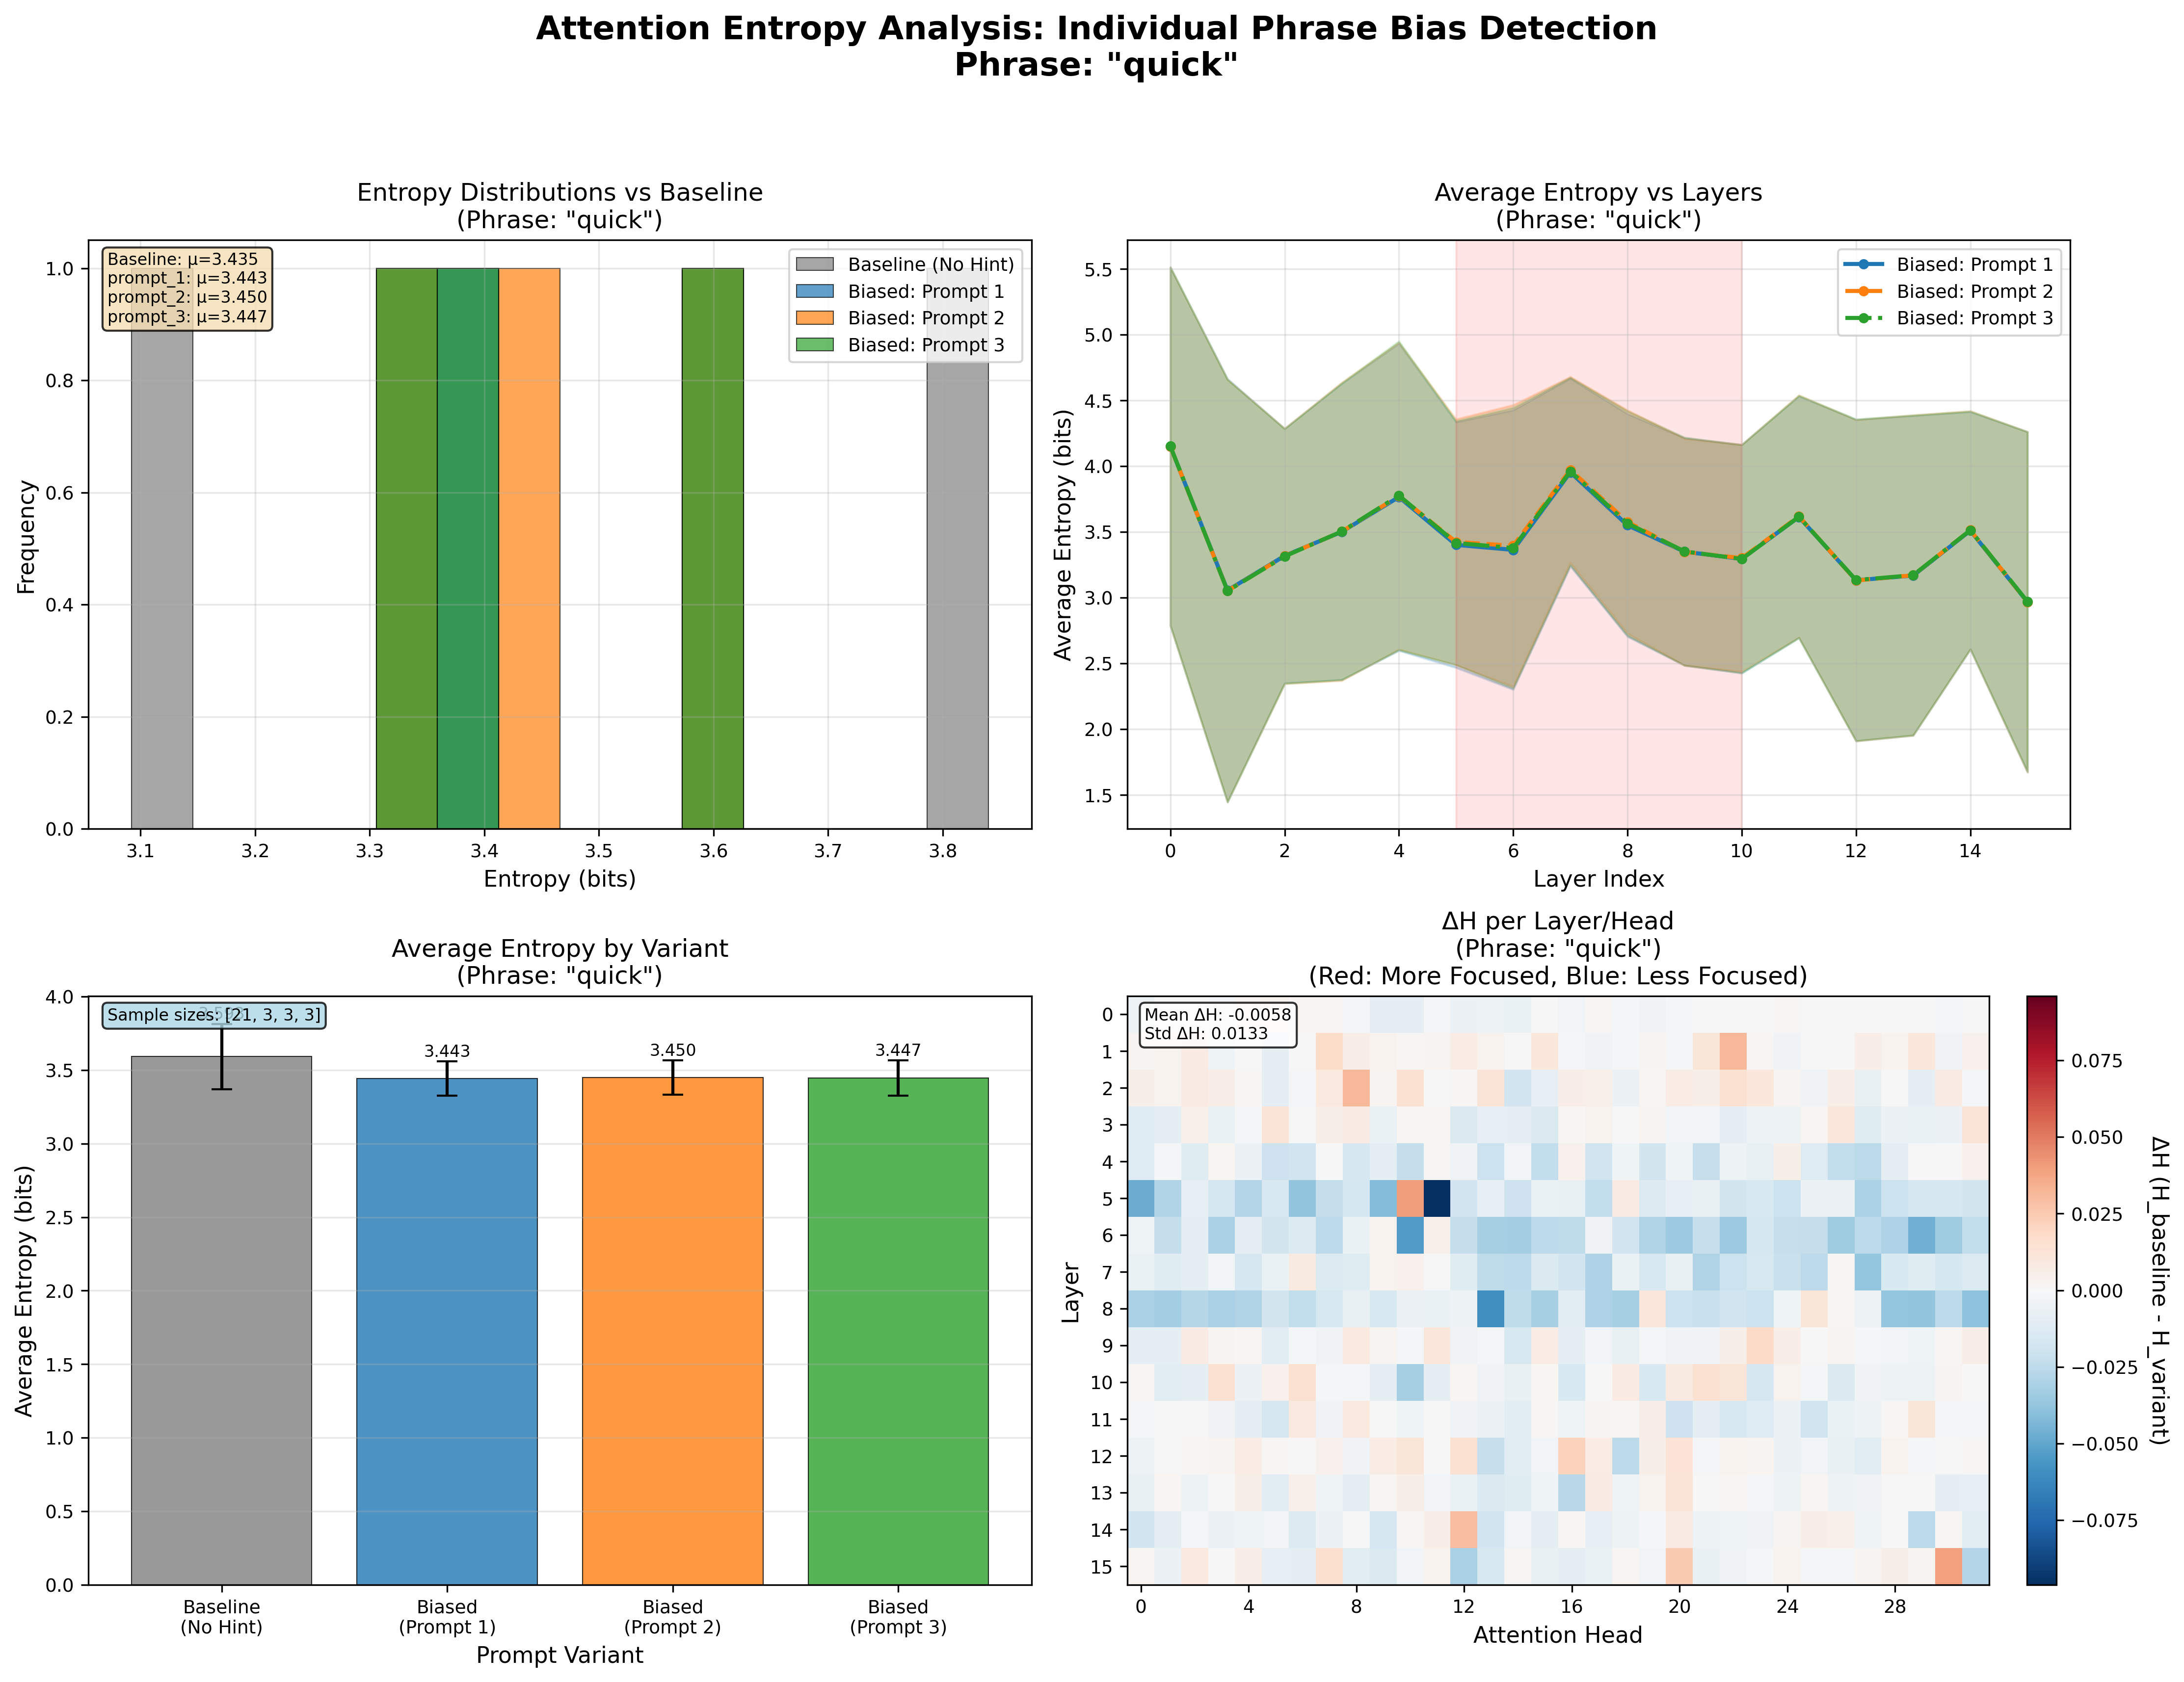 Attention Entropy Analysis: Individual Phrase Bias Detection
Phrase: "quick"
Entropy Distributions vs Baseline
(Phrase: "quick")
Baseline: μ=3.435
prompt_1: μ=3.443
prompt_2: μ=3.450
prompt_3: μ=3.447
Baseline (No Hint)
Biased: Prompt 1
Biased: Prompt 2
Biased: Prompt 3
Frequency
1.0
0.8
0.6
0.4
0.2
0.0
3.1 3.2 3.3 3.4 3.5 3.6 3.7 3.8
Entropy (bits)
Average Entropy vs Layers
(Phrase: "quick")
Biased: Prompt 1
Biased: Prompt 2
Biased: Prompt 3
Average Entropy (bits)
5.5
5.0
4.5
4.0
3.5
3.0
2.5
2.0
1.5
0 2 4 6 8 10 12 14
Layer Index
Average Entropy by Variant
(Phrase: "quick")
Sample sizes: [21, 3, 3, 3]
3.443
3.450
3.447
Average Entropy (bits)
4.0
3.5
3.0
2.5
2.0
1.5
1.0
0.5
0.0
Baseline
(No Hint)
Biased
(Prompt 1)
Biased
(Prompt 2)
Biased
(Prompt 3)
Prompt Variant
ΔH per Layer/Head
(Phrase: "quick")
(Red: More Focused, Blue: Less Focused)
Mean ΔH: -0.0058
Std ΔH: 0.0133
Layer
0
1
2
3
4
5
6
7
8
9
10
11
12
13
14
15
0 4 8 12 16 20 24 28
Attention Head
0.075
0.050
0.025
0.000
−0.025
−0.050
−0.075
ΔH (H_baseline - H_variant)